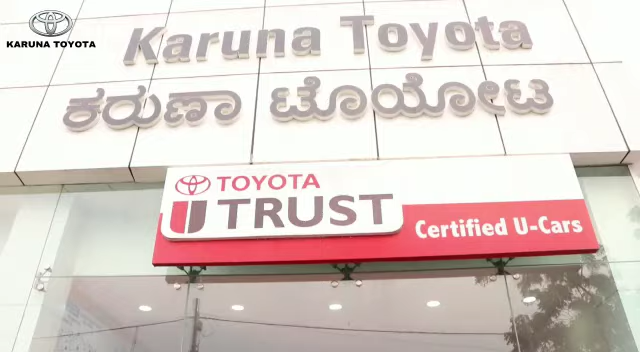 KARUNA TOYOTA
Karuna Toyota
ಕರುಣಾ ಟೊಯೋಟ
TOYOTA
U TRUST
Certified U-Cars